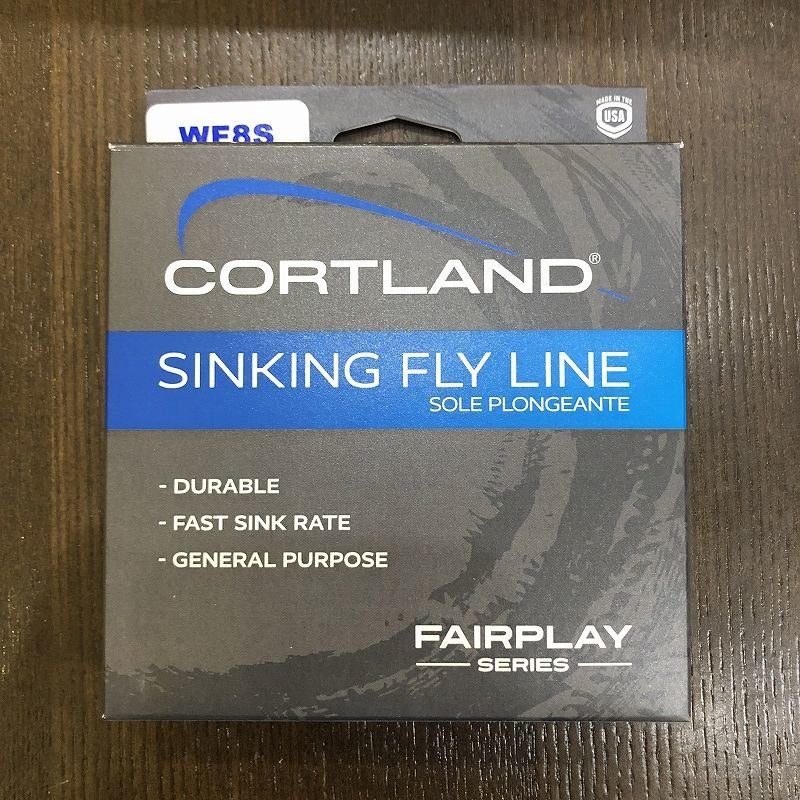 WF8S
MADE IN THE
USA
CORTLAND®
SINKING FLY LINE
SOLE PLONGEANTE
- DURABLE
- FAST SINK RATE
- GENERAL PURPOSE
FAIRPLAY
SERIES